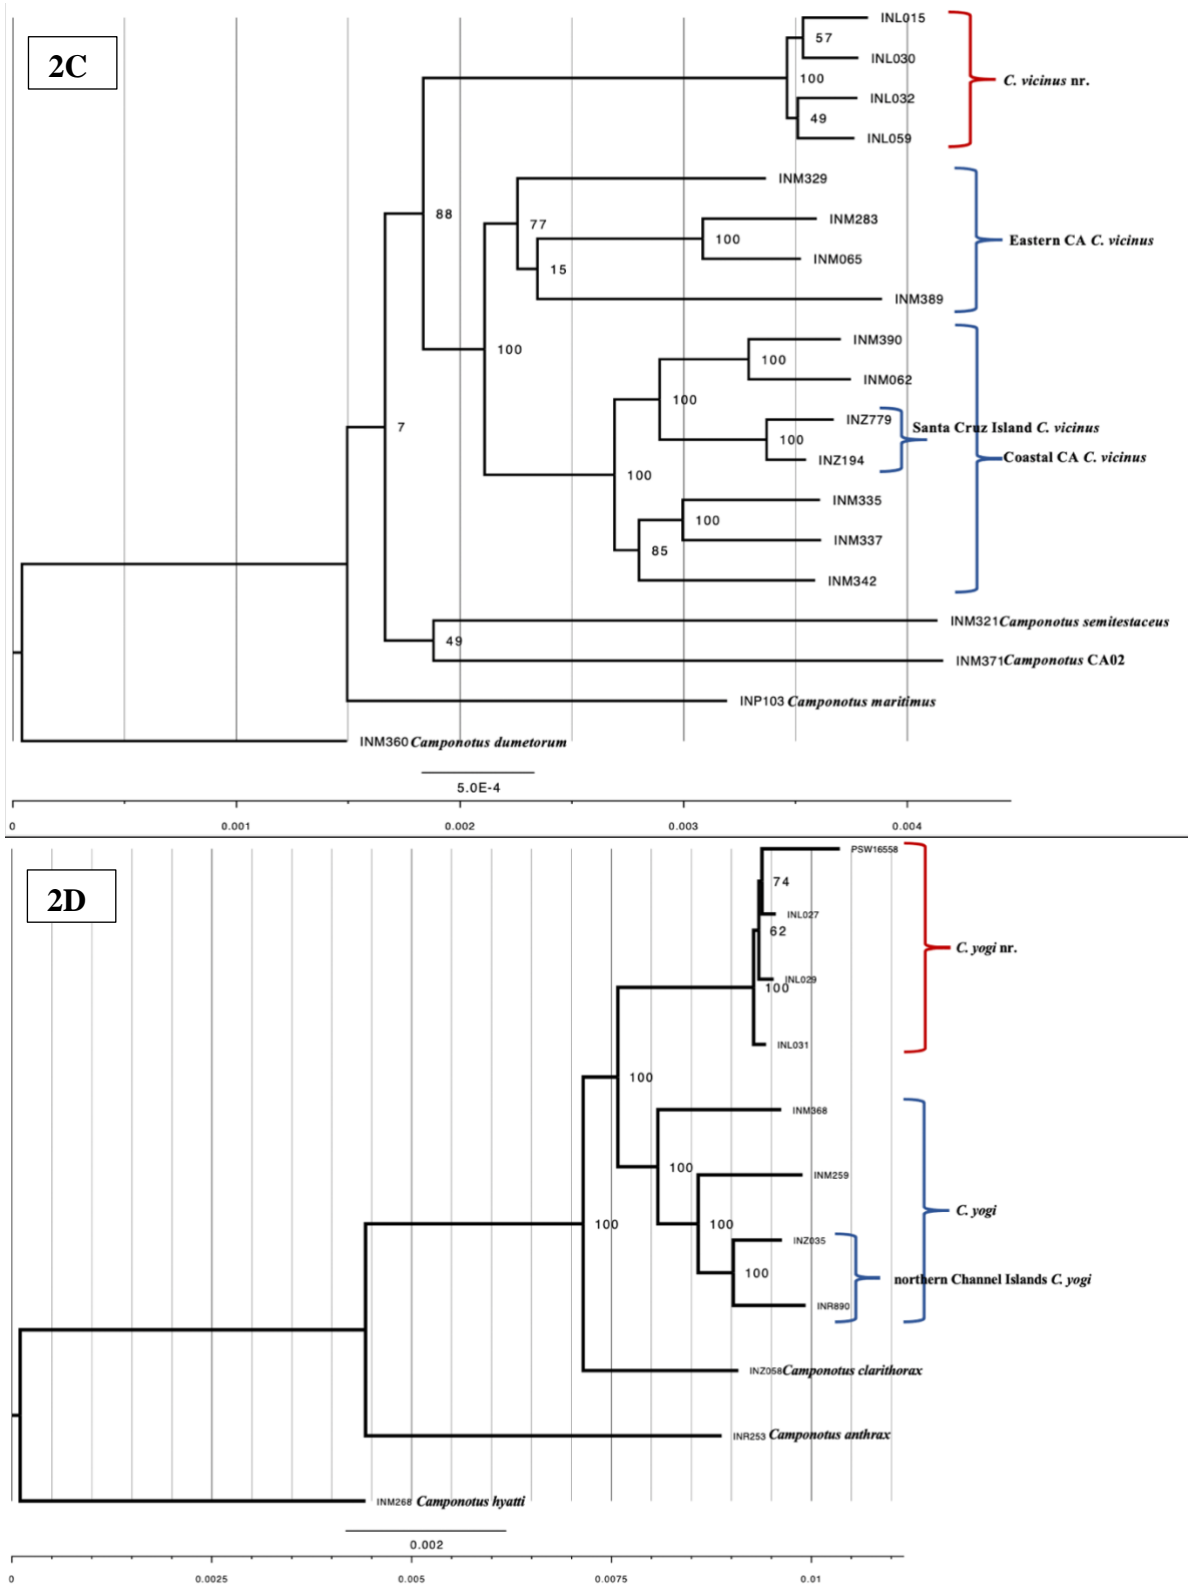 2C
INL015
57
INL030
100
C. vicinus nr.
INL032
49
INL059
INM329
88
INM283
77
100
Eastern CA C. vicinus
INM065
15
INM389
INM390
100
100
INM062
100
INZ779
7
Santa Cruz Island C. vicinus
100
Coastal CA C. vicinus
INZ194
100
INM335
100
INM337
85
INM342
INM321 Camponotus semitestaceus
49
INM371 Camponotus CA02
INP103 Camponotus maritimus
INM360 Camponotus dumetorum
5.0E-4
0 0.001 0.002 0.003 0.004
PSW16558
2D
74
INL027
62
C. yogi nr.
INL029
100
INL031
100
INM368
100
INM259
C. yogi
100
100
INZ035
100
northern Channel Islands C. yogi
INR890
INZ058 Camponotus clarithorax
INR253 Camponotus anthrax
INM268 Camponotus hyatti
0.002
0 0.0025 0.005 0.0075 0.01